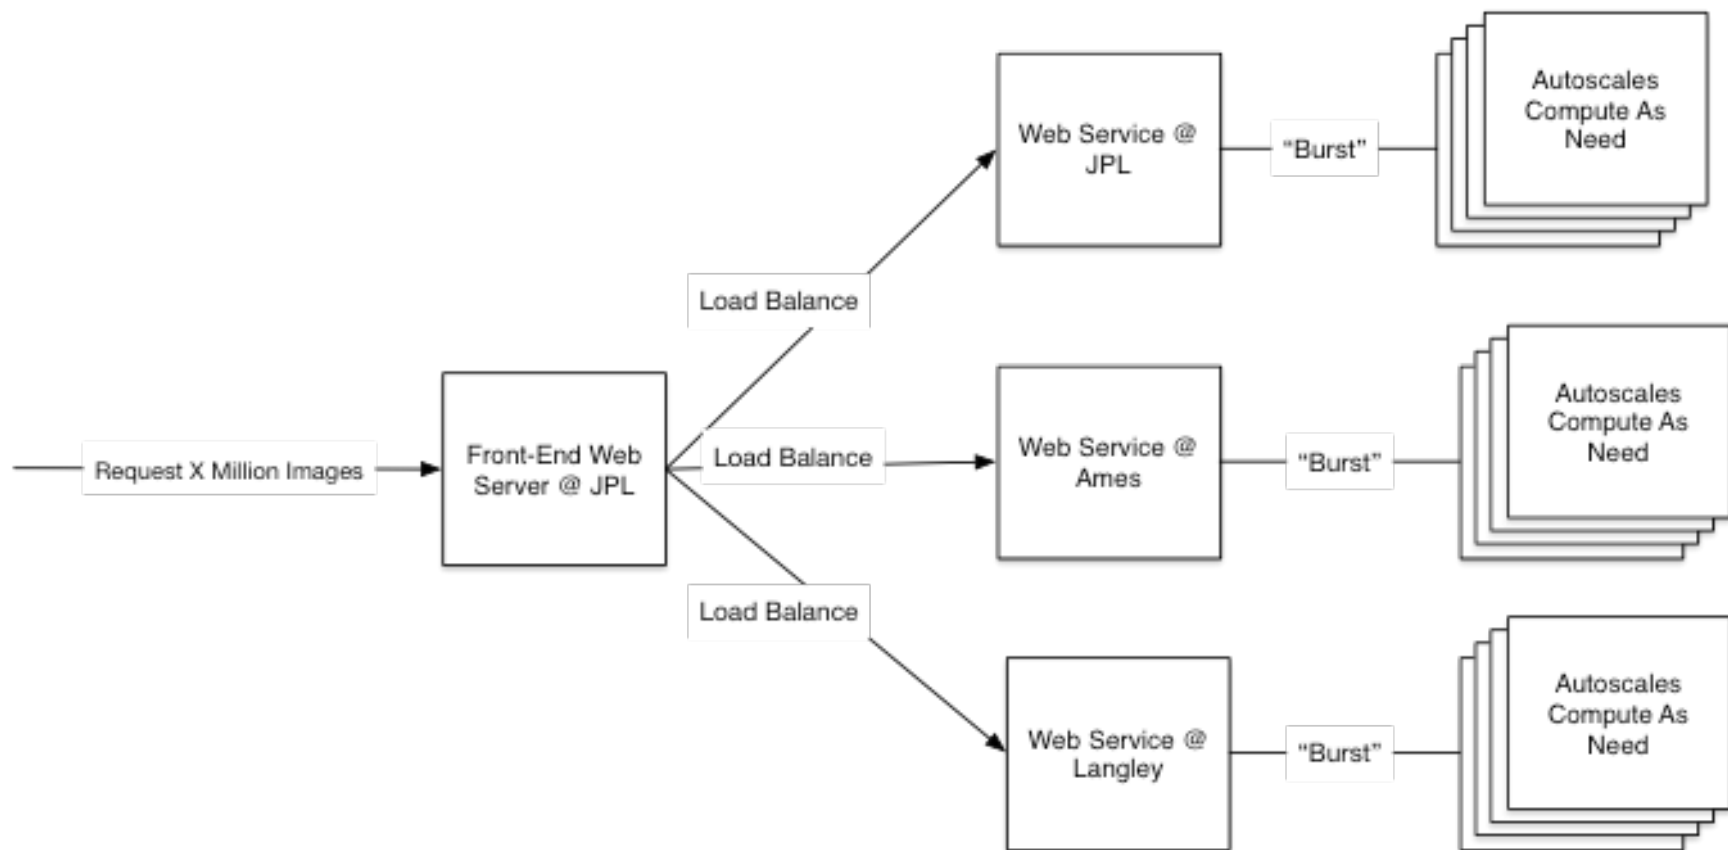 Request X Million Images
Front-End Web
Server @ JPL
Load Balance
Load Balance
Load Balance
Web Service @
JPL
“Burst”
Autoscales
Compute As
Need
Web Service @
Ames
“Burst”
Autoscales
Compute As
Need
Web Service @
Langley
“Burst”
Autoscales
Compute As
Need